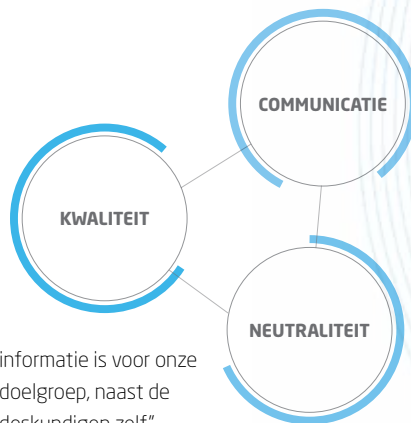 COMMUNICATIE
KWALITEIT
NEUTRALITEIT
informatie is voor onze
doelgroep, naast de
deskundigen zelf"